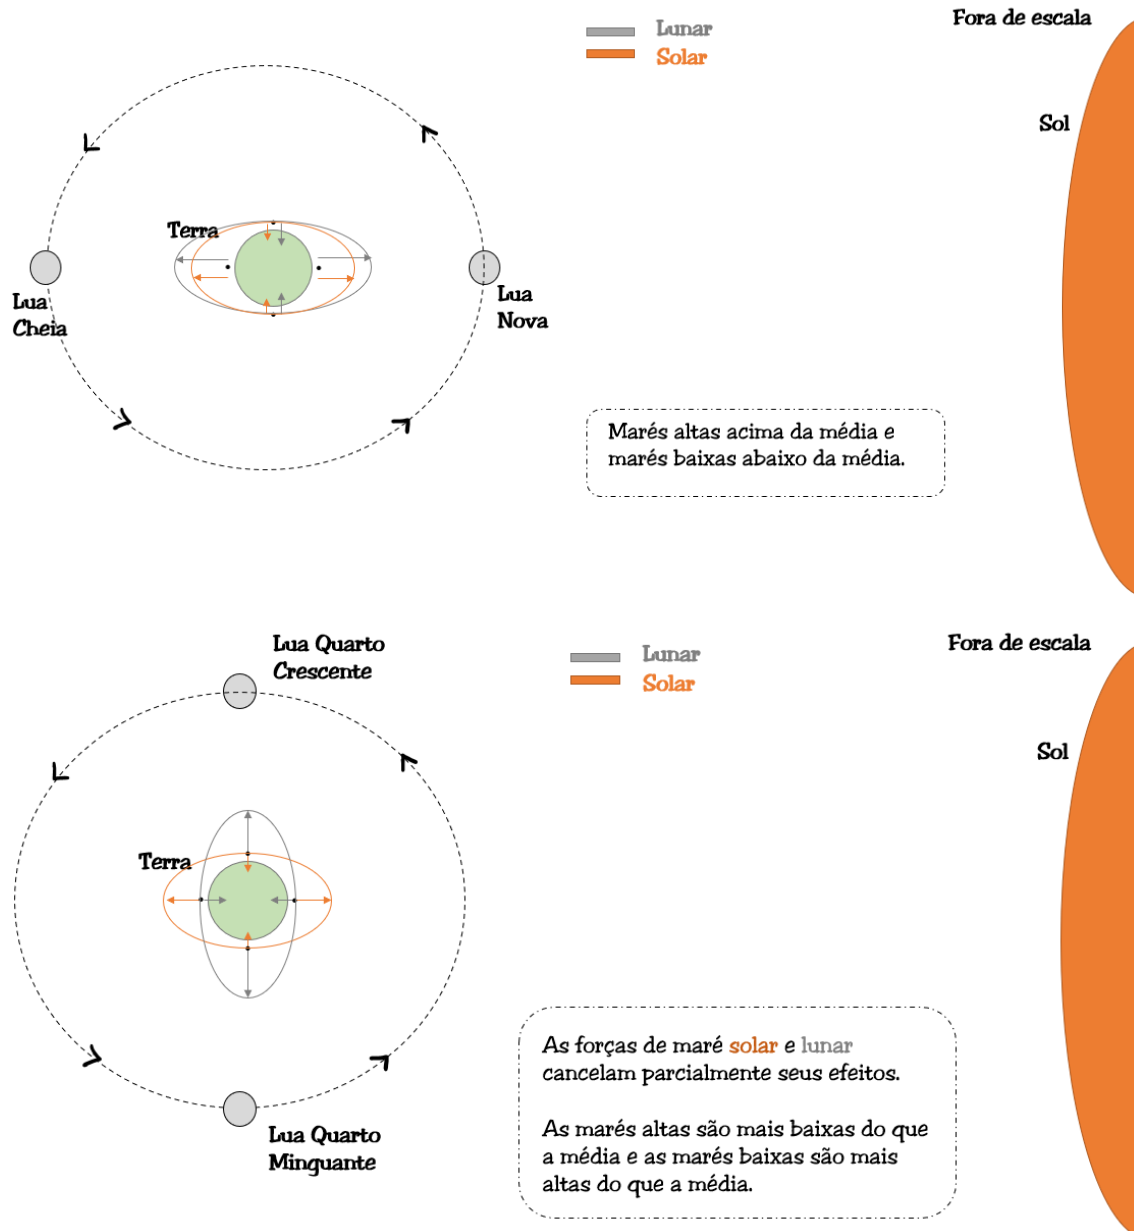 Lunar
Solar
Fora de escala
Sol
Terra
Lua
Cheia
Lua
Nova
Marés altas acima da média e
marés baixas abaixo da média.
Lua Quarto
Crescente
Lunar
Solar
Fora de escala
Sol
Terra
As forças de maré solar e lunar
cancelam parcialmente seus efeitos.
As marés altas são mais baixas do que
a média e as marés baixas são mais
altas do que a média.
Lua Quarto
Minguante